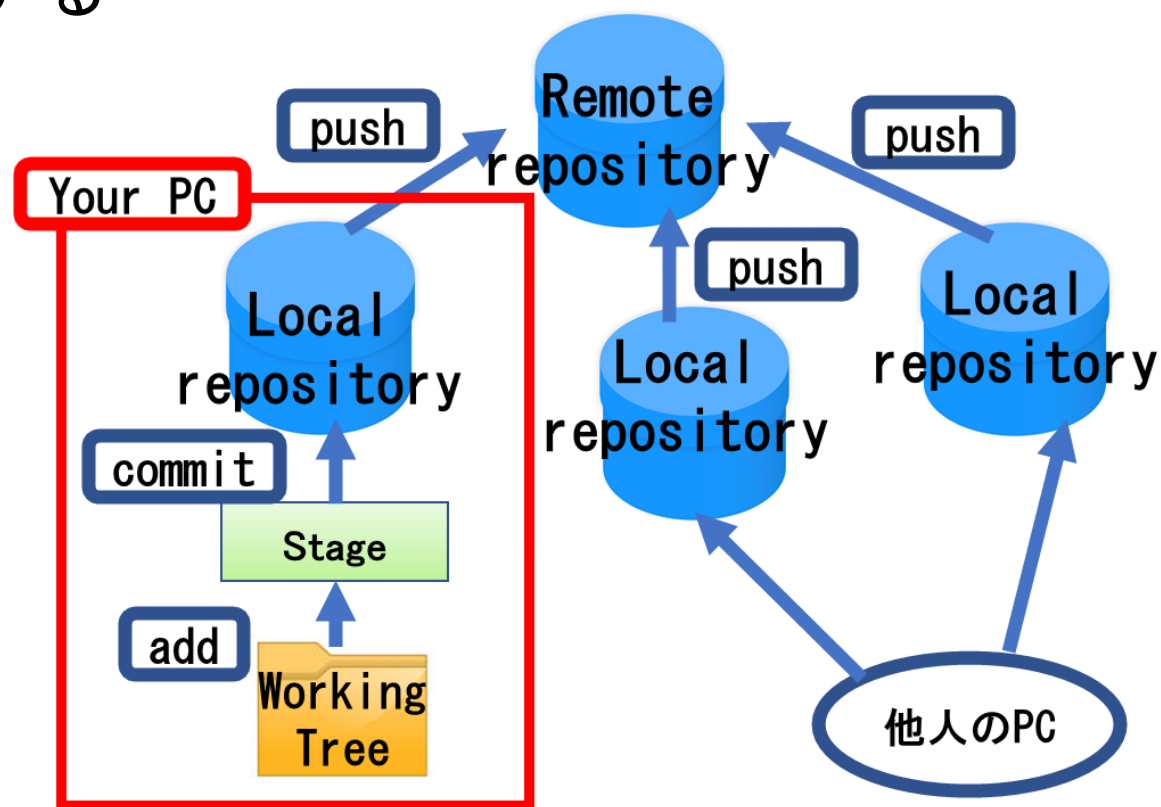 Remote
repository
push
push
push
Your PC
Local
repository
Local
repository
Local
repository
commit
Stage
add
Working
Tree
他人のPC